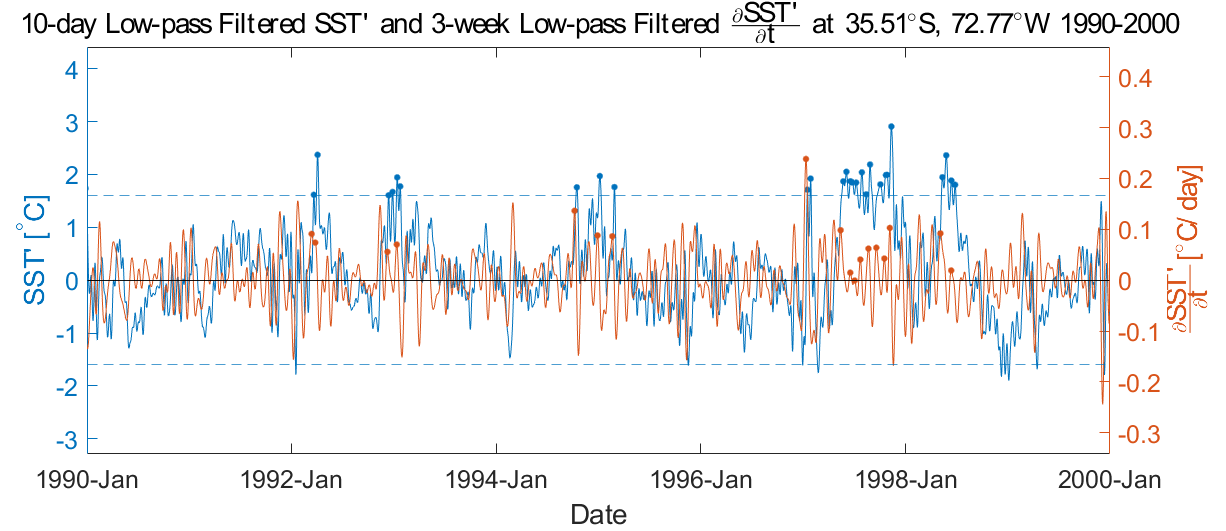 10-day Low-pass Filtered SST' and 3-week Low-pass Filtered ∂SST'/∂t at 35.51°S, 72.77°W 1990-2000
4
3
2
1
0
-1
-2
-3
SST' [°C]
0.4
0.3
0.2
0.1
0
-0.1
-0.2
-0.3
∂SST'/∂t [°C/day]
1990-Jan
1992-Jan
1994-Jan
1996-Jan
1998-Jan
2000-Jan
Date